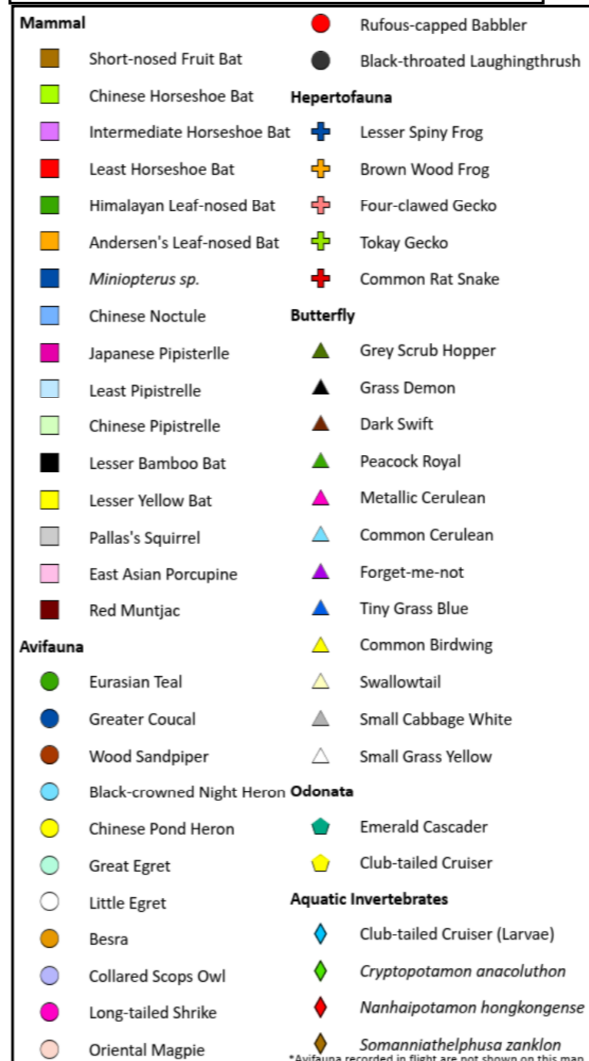 Mammal
Short-nosed Fruit Bat
Chinese Horseshoe Bat
Intermediate Horseshoe Bat
Least Horseshoe Bat
Himalayan Leaf-nosed Bat
Andersen's Leaf-nosed Bat
Miniopterus sp.
Chinese Noctule
Japanese Pipisterlle
Least Pipistrelle
Chinese Pipistrelle
Lesser Bamboo Bat
Lesser Yellow Bat
Pallas's Squirrel
East Asian Porcupine
Red Muntjac
Avifauna
Eurasian Teal
Greater Coucal
Wood Sandpiper
Black-crowned Night Heron
Chinese Pond Heron
Great Egret
Little Egret
Besra
Collared Scops Owl
Long-tailed Shrike
Oriental Magpie
Rufous-capped Babbler
Black-throated Laughingthrush
Hepertofauna
Lesser Spiny Frog
Brown Wood Frog
Four-clawed Gecko
Tokay Gecko
Common Rat Snake
Butterfly
Grey Scrub Hopper
Grass Demon
Dark Swift
Peacock Royal
Metallic Cerulean
Common Cerulean
Forget-me-not
Tiny Grass Blue
Common Birdwing
Swallowtail
Small Cabbage White
Small Grass Yellow
Odonata
Emerald Cascader
Club-tailed Cruiser
Aquatic Invertebrates
Club-tailed Cruiser (Larvae)
Cryptopotamon anacoluthon
Nanhaipotamon hongkongense
Somanniathelphusa zanklon
*Avifauna recorded in flight are not shown on this map